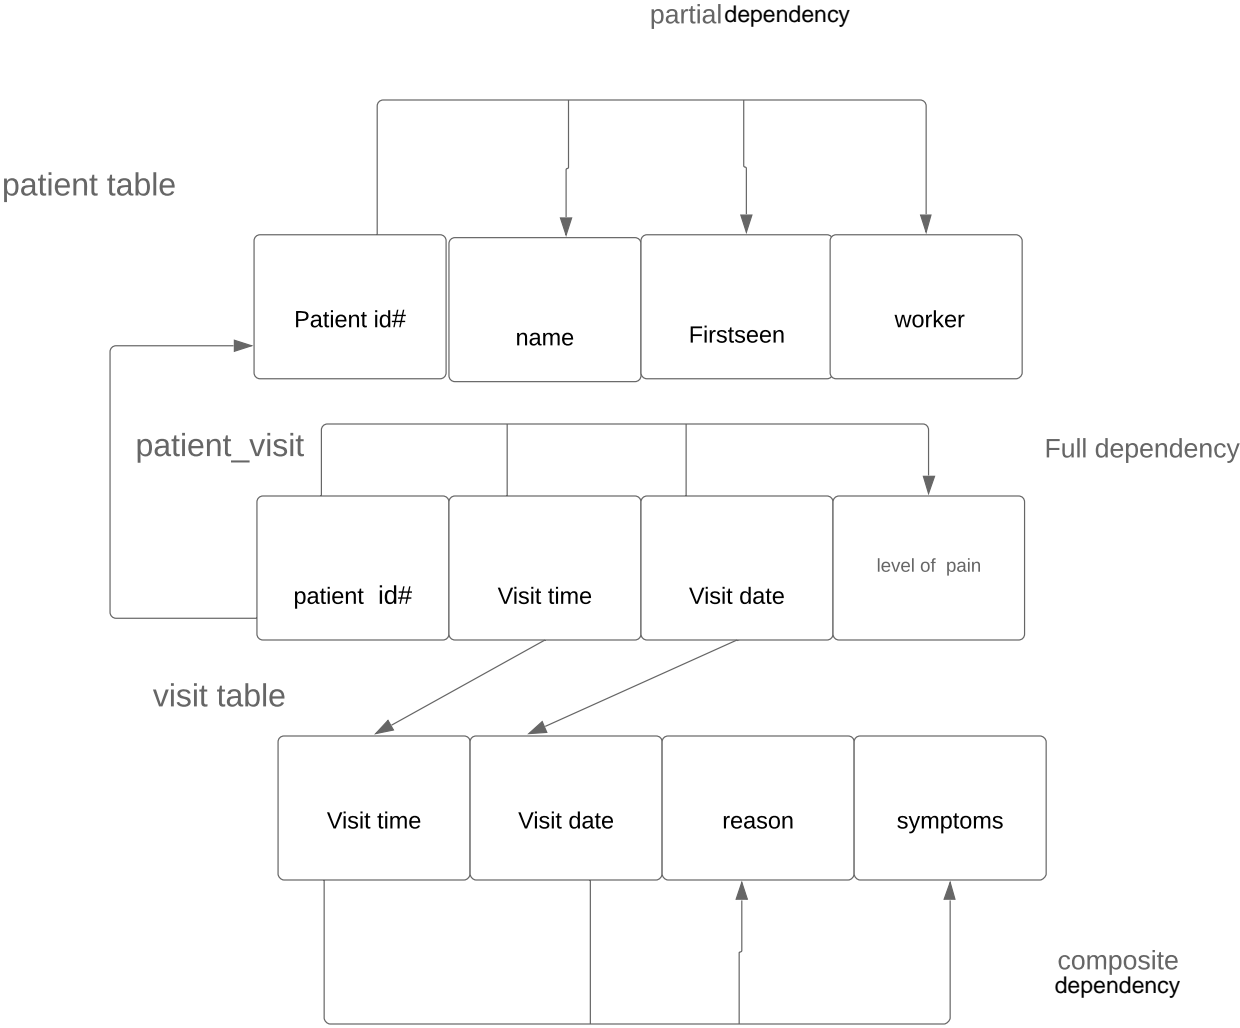 partial dependency
patient table
Patient id#
name
Firstseen
worker
patient_visit
Full dependency
patient id#
Visit time
Visit date
level of pain
visit table
Visit time
Visit date
reason
symptoms
composite
dependency